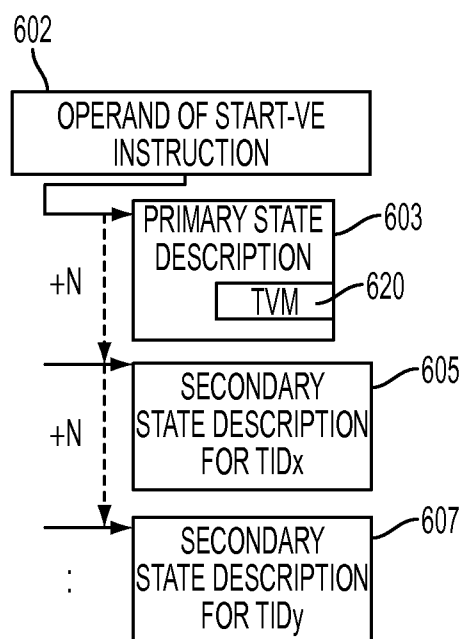 602
OPERAND OF START-VE
INSTRUCTION
PRIMARY STATE
DESCRIPTION
603
TVM
620
+N
SECONDARY
STATE DESCRIPTION
FOR TIDx
605
+N
SECONDARY
STATE DESCRIPTION
FOR TIDy
607
: